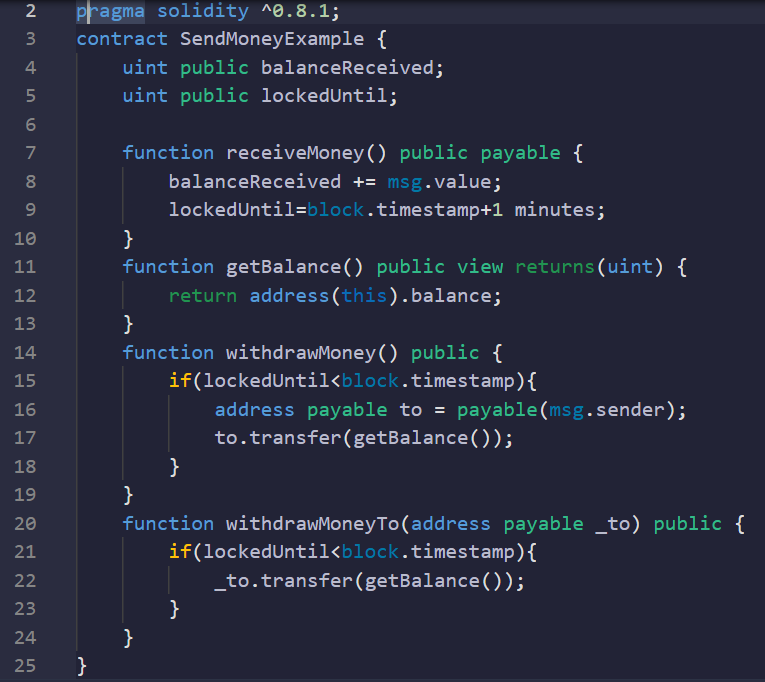 2 pragma solidity ^0.8.1;
3 contract SendMoneyExample {
4     uint public balanceReceived;
5     uint public lockedUntil;
6
7     function receiveMoney() public payable {
8         balanceReceived += msg.value;
9         lockedUntil=block.timestamp+1 minutes;
10     }
11     function getBalance() public view returns(uint) {
12         return address(this).balance;
13     }
14     function withdrawMoney() public {
15         if(lockedUntil<block.timestamp){
16             address payable to = payable(msg.sender);
17             to.transfer(getBalance());
18         }
19     }
20     function withdrawMoneyTo(address payable _to) public {
21         if(lockedUntil<block.timestamp){
22             _to.transfer(getBalance());
23         }
24     }
25 }